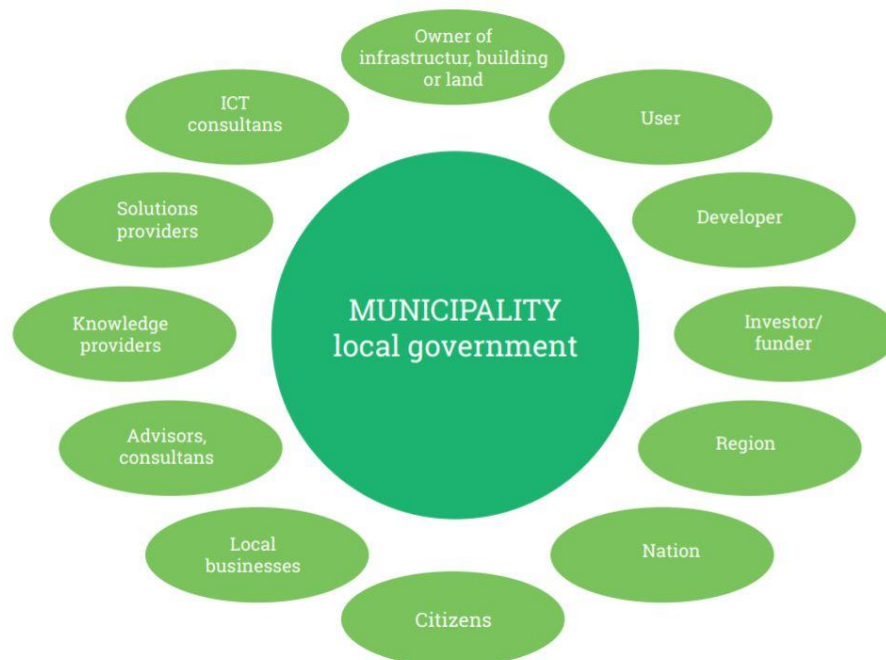 Owner of
infrastructur, building
or land
User
Developer
Investor/
funder
Region
Nation
Citizens
Local
businesses
Advisors,
consultans
Knowledge
providers
Solutions
providers
ICT
consultans
MUNICIPALITY
local government